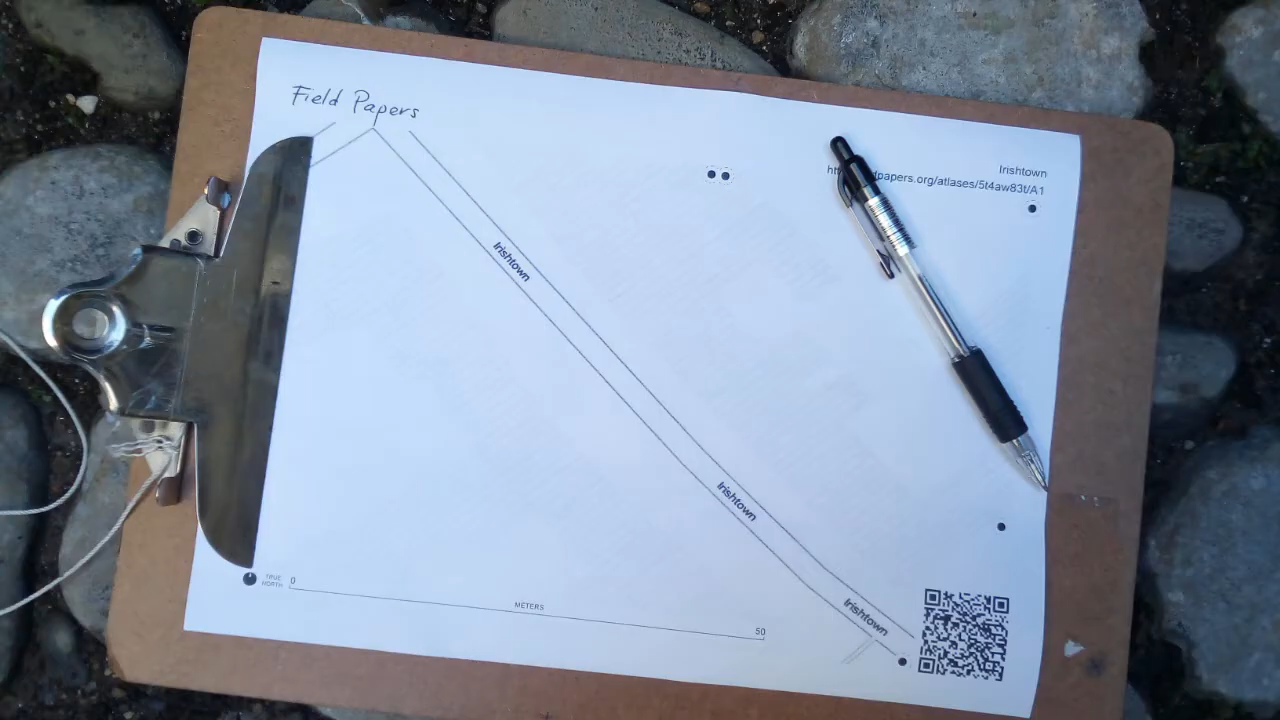 Field Papers
Irishtown
papers.org/atlases/5t4aw83t/A1
Irishtown
Irishtown
Irishtown
TRUE NORTH
0
METERS
50